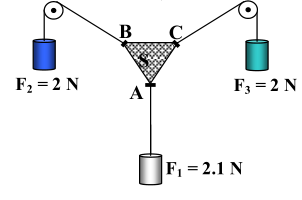 B C
S
A
F₂ = 2 N
F₃ = 2 N
F₁ = 2.1 N